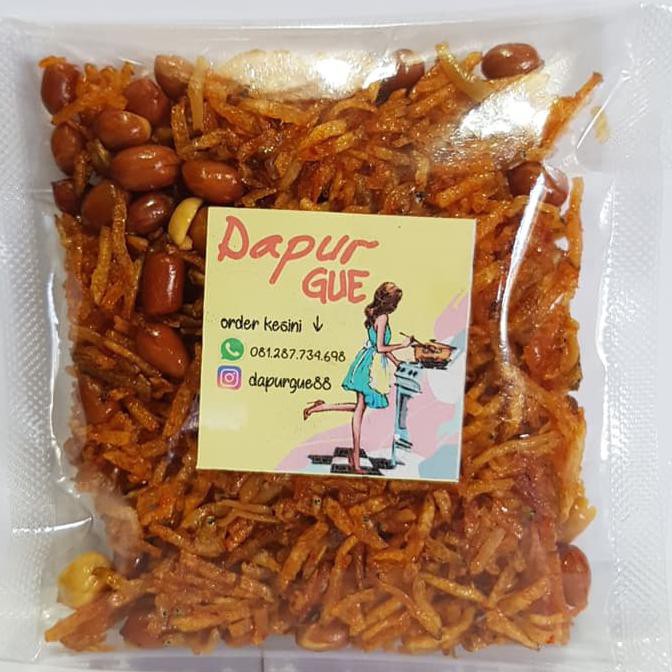 Dapur
GUE
order kesini ↓
081.287.734.698
dapurgue88